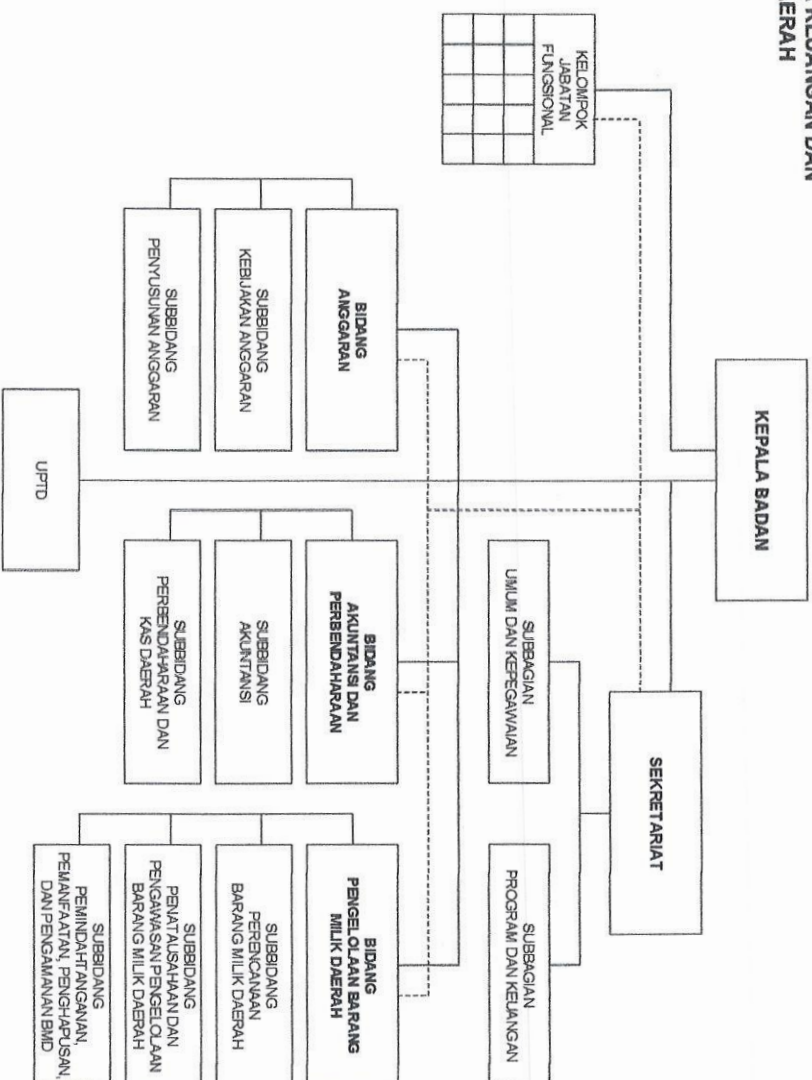 KEUANGAN DAN
ERAH
KEPALA BADAN
KELOMPOK
JABATAN
FUNGSIONAL
SEKRETARIAT
SUBBAGIAN
UMUM DAN KEPEGAWAIAN
SUBBAGIAN
PROGRAM DAN KEUANGAN
BIDANG
ANGGARAN
SUBBIDANG
KEBIJAKAN ANGGARAN
SUBBIDANG
PENYUSUNAN ANGGARAN
BIDANG
AKUNTANSI DAN
PERBENDAHARAAN
SUBBIDANG
AKUNTANSI
SUBBIDANG
PERBENDAHARAAN DAN
KAS DAERAH
BIDANG
PENGELOLAAN BARANG
MILIK DAERAH
SUBBIDANG
PERENCANAAN
BARANG MILIK DAERAH
SUBBIDANG
PENATAUSAHAAN DAN
PENGAWASAN PENGELOLAAN
BARANG MILIK DAERAH
SUBBIDANG
PEMINDAHTANGANAN,
PEMANFAATAN, PENGHAPUSAN,
DAN PENGAMANAN BMD
UPTD